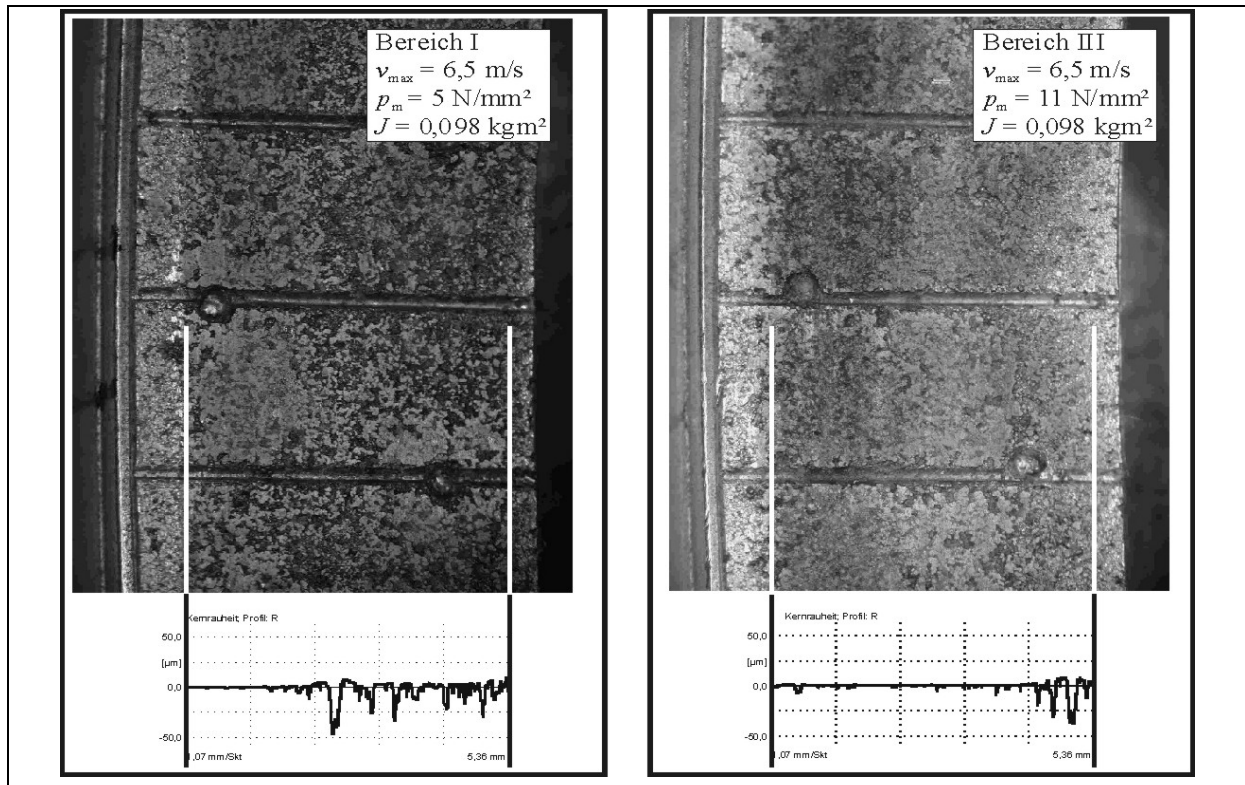 Bereich I
vmax = 6,5 m/s
pm = 5 N/mm²
J = 0,098 kgm²
Kernrauheit; Profil: R
50,0
[µm]
0,0
-50,0
1,07 mm/Skt
5,36 mm
Bereich III
vmax = 6,5 m/s
pm = 11 N/mm²
J = 0,098 kgm²
Kernrauheit; Profil: R
50,0
[µm]
0,0
-50,0
1,07 mm/Skt
5,36 mm